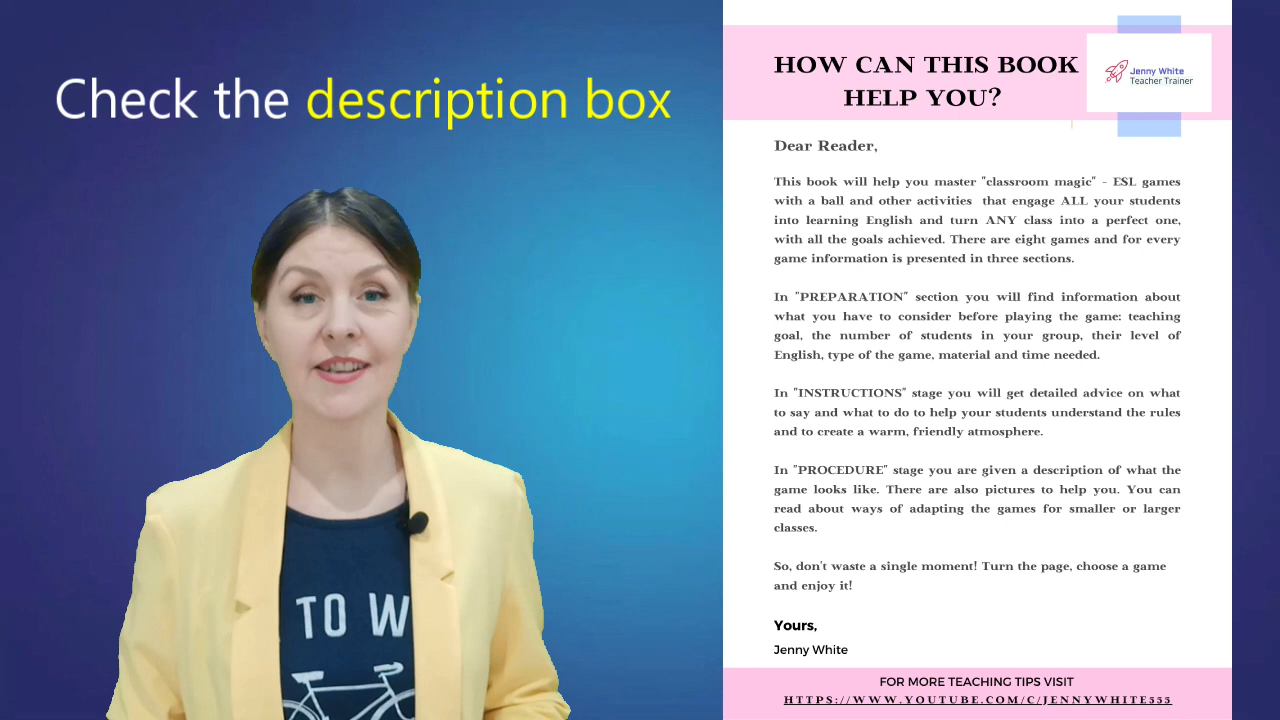 Check the description box
TO W
HOW CAN THIS BOOK
HELP YOU?
Jenny White
Teacher Trainer
Dear Reader,
This book will help you master "classroom magic" - ESL games
with a ball and other activities that engage ALL your students
into learning English and turn ANY class into a perfect one,
with all the goals achieved. There are eight games and for every
game information is presented in three sections.
In "PREPARATION" section you will find information about
what you have to consider before playing the game: teaching
goal, the number of students in your group, their level of
English, type of the game, material and time needed.
In "INSTRUCTIONS" stage you will get detailed advice on what
to say and what to do to help your students understand the rules
and to create a warm, friendly atmosphere.
In "PROCEDURE" stage you are given a description of what the
game looks like. There are also pictures to help you. You can
read about ways of adapting the games for smaller or larger
classes.
So, don't waste a single moment! Turn the page, choose a game
and enjoy it!
Yours,
Jenny White
FOR MORE TEACHING TIPS VISIT
HTTPS://WWW.YOUTUBE.COM/C/JENNYWHITE555